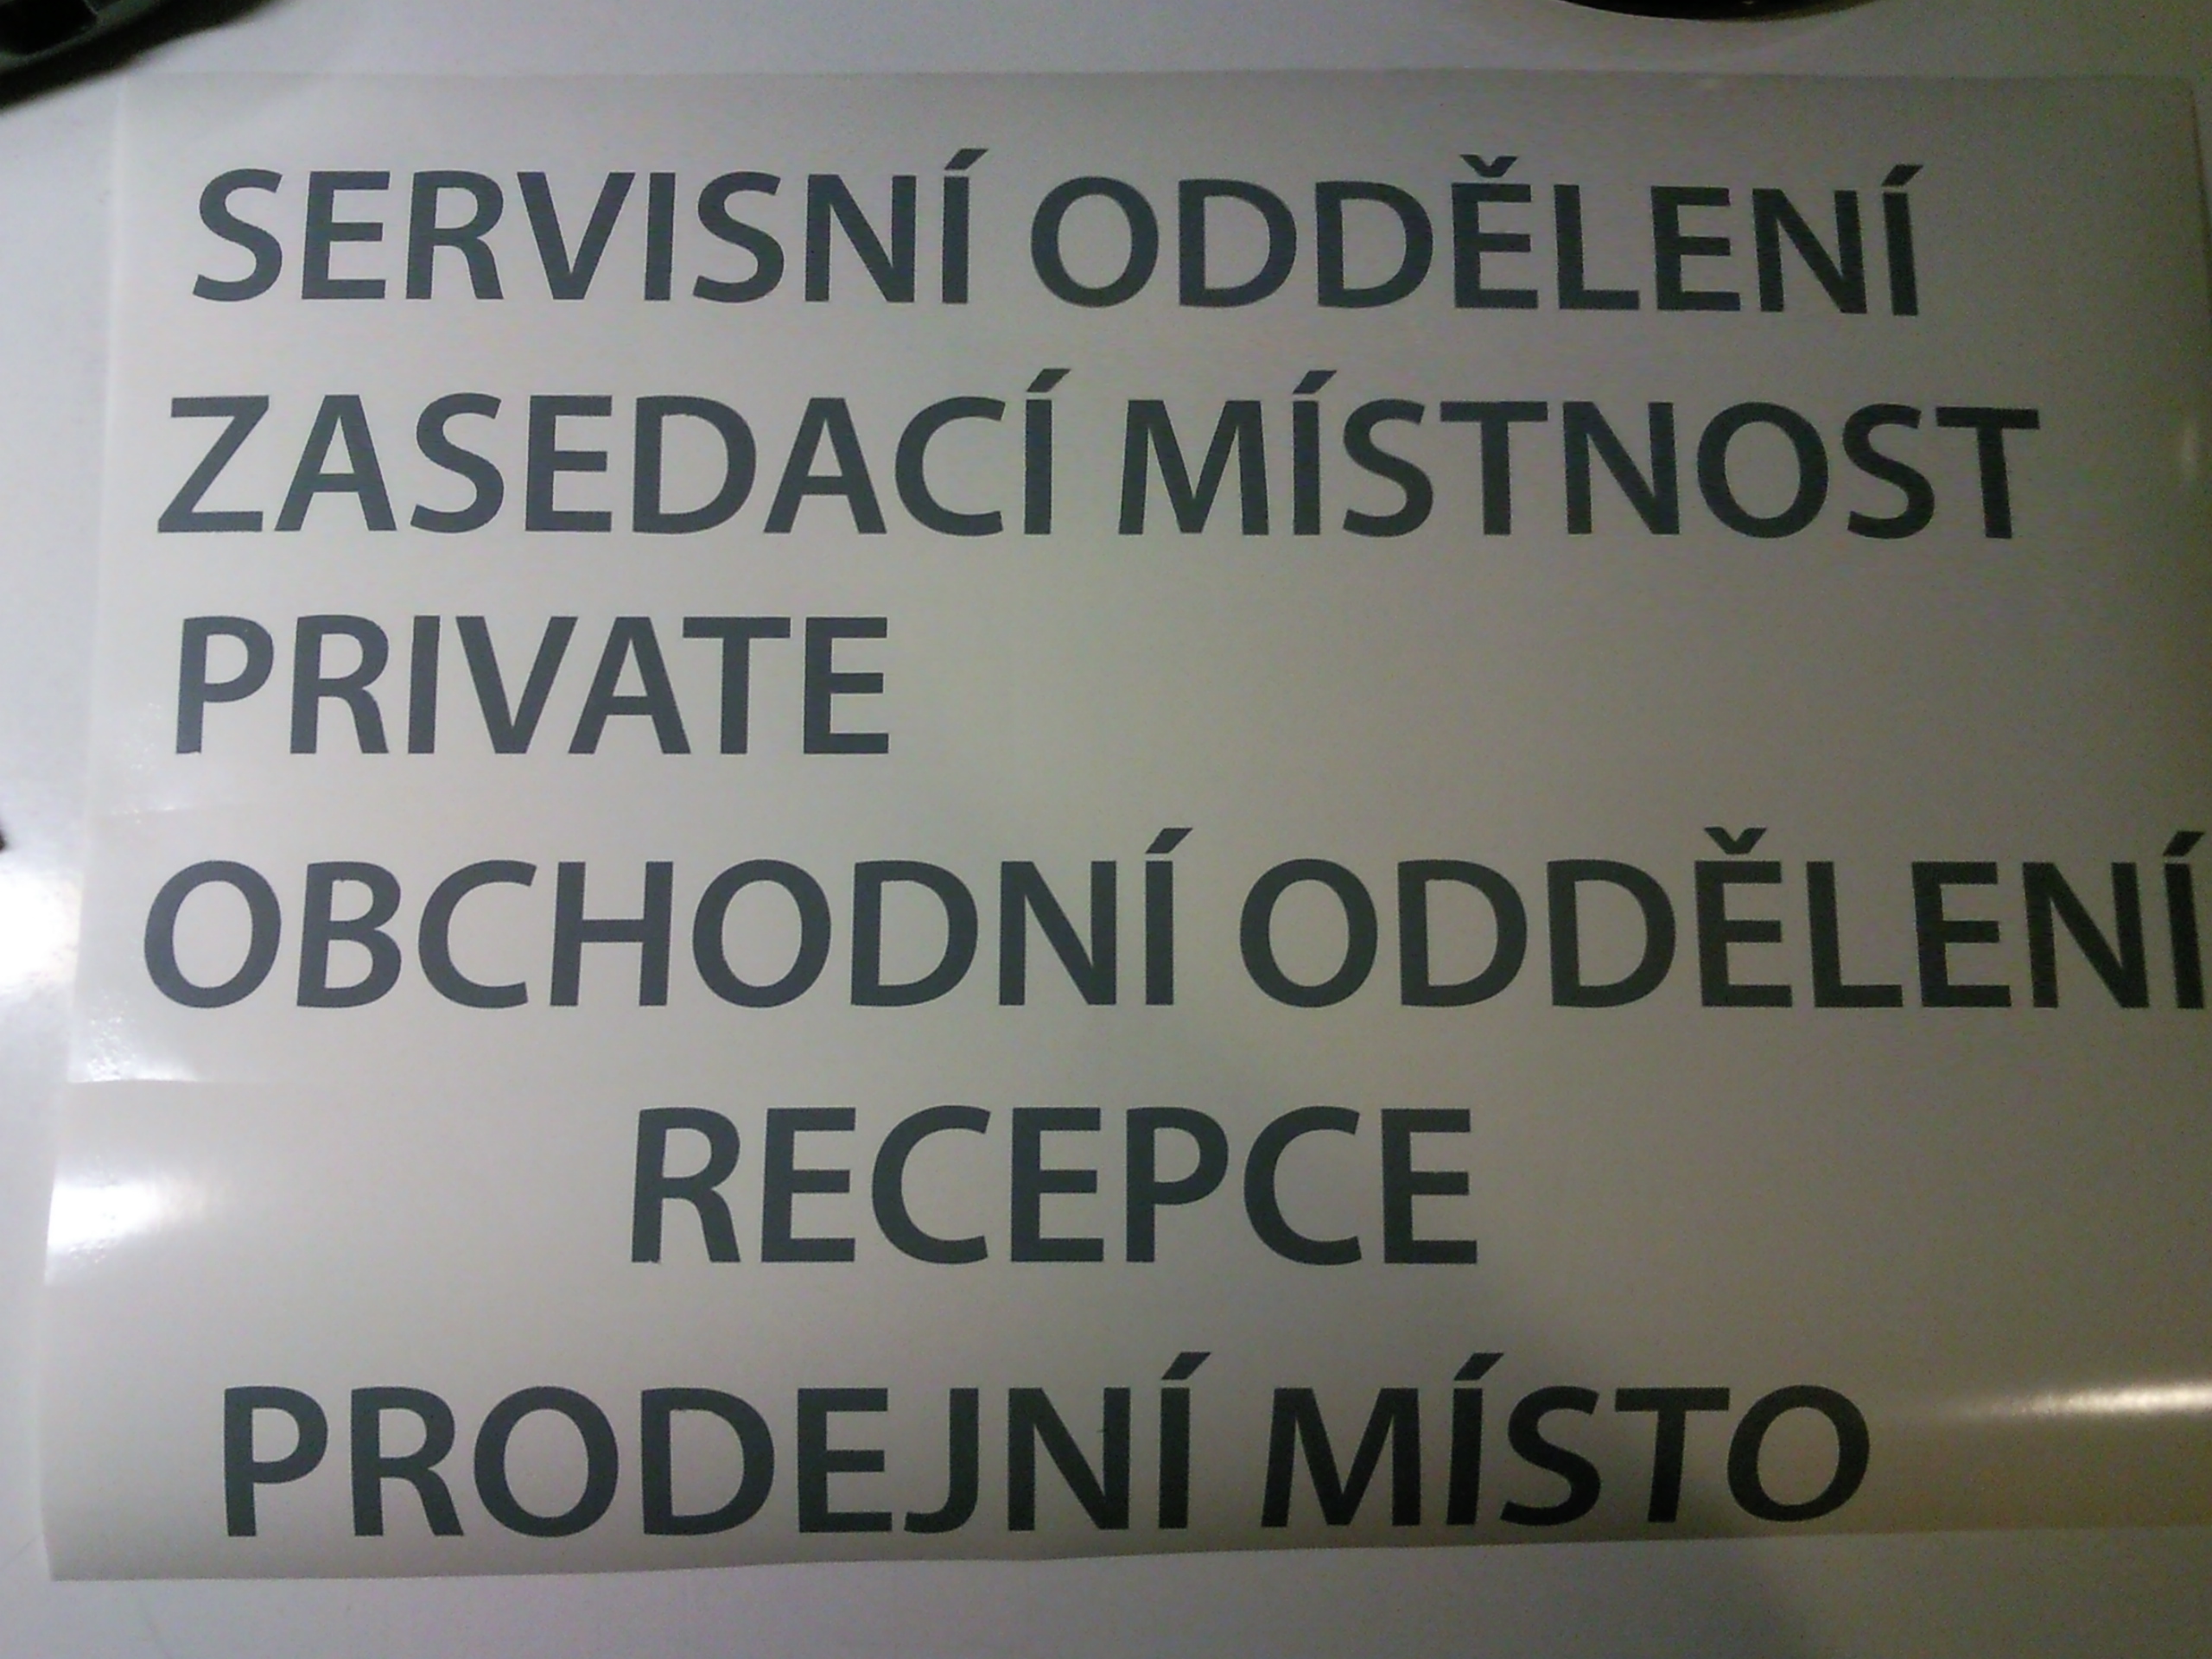 SERVISNÍ ODDĚLENÍ
ZASEDACÍ MÍSTNOST
PRIVATE
OBCHODNÍ ODDĚLENÍ
RECEPCE
PRODEJNÍ MÍSTO